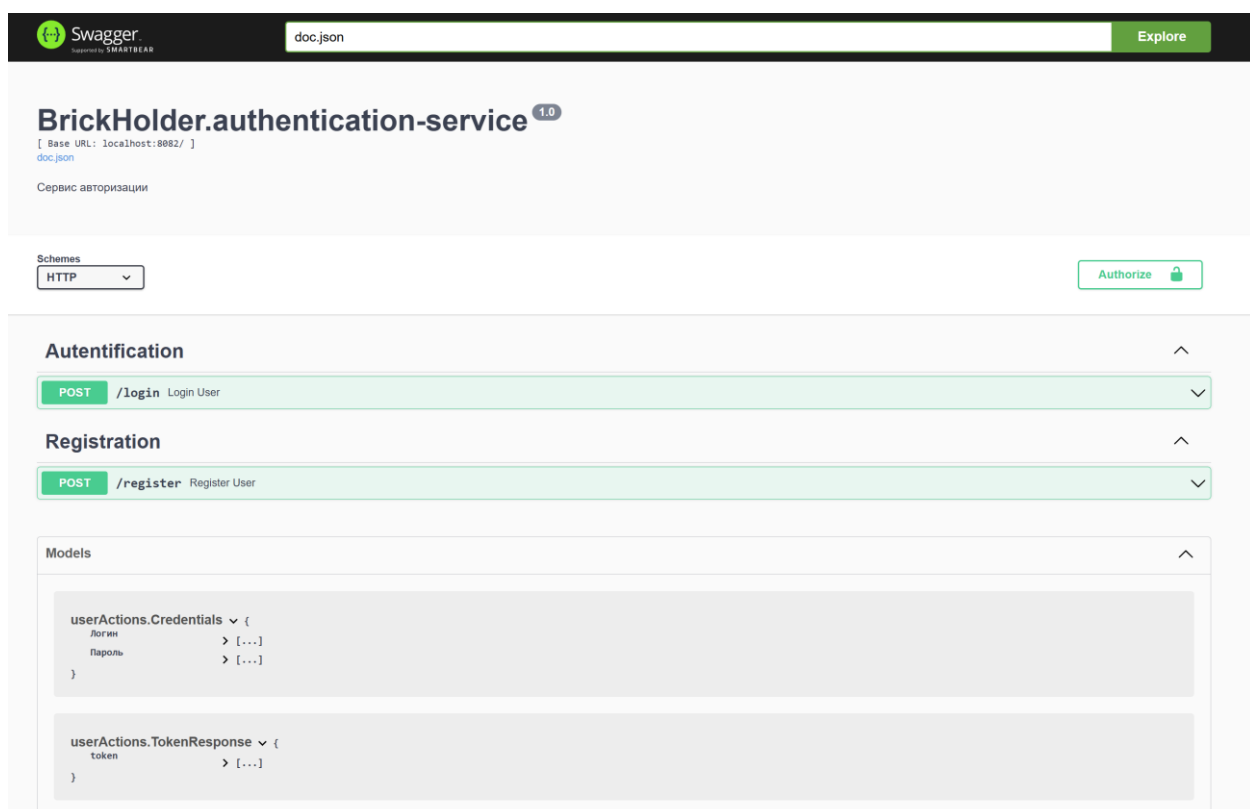 Swagger.
Supported by SMARTBEAR
doc.json
Explore
BrickHolder.authentication-service 1.0
[ Base URL: localhost:8082/ ]
doc.json
Сервис авторизации
Schemes
HTTP
Authorize
Autentification
POST /login Login User
Registration
POST /register Register User
Models
userActions.Credentials {
Логин [...]
Пароль [...]
}
userActions.TokenResponse {
token [...]
}